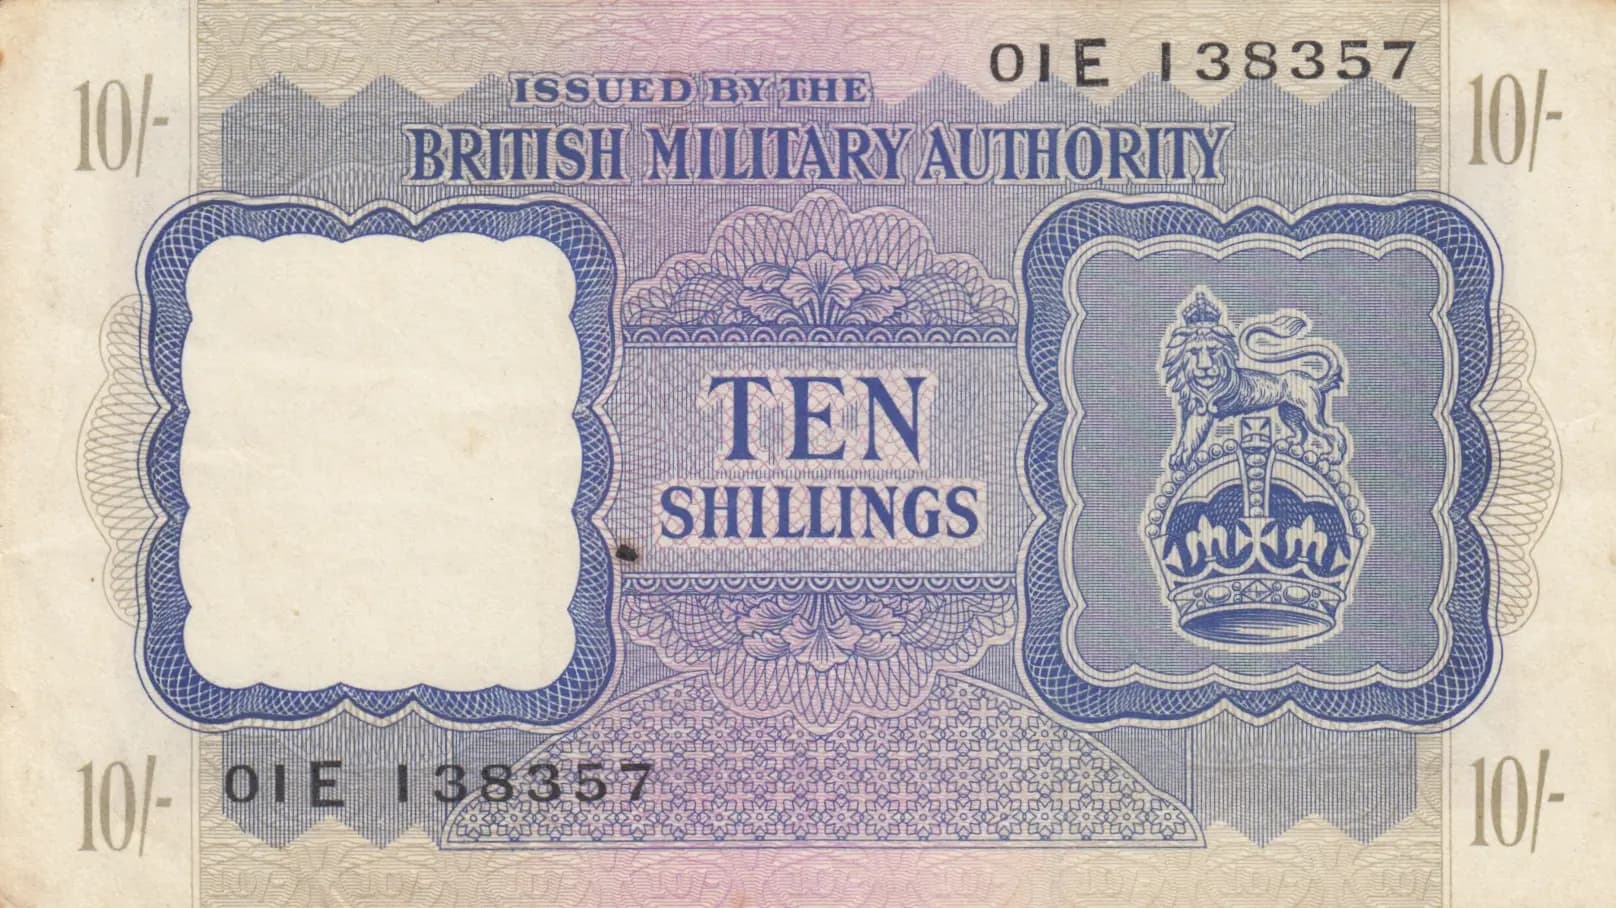 01E 138357
10/-
10/-
ISSUED BY THE
BRITISH MILITARY AUTHORITY
TEN
SHILLINGS
01E 138357
10/-
10/-